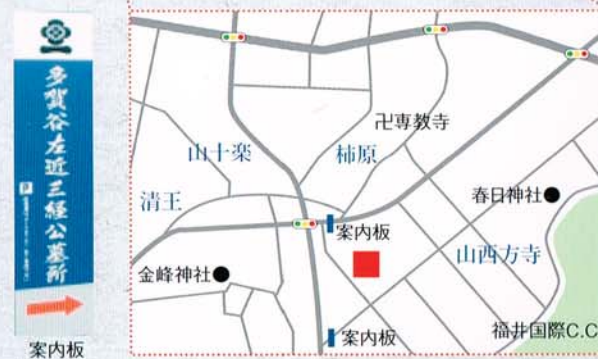 多賀谷左近三経公墓所
P
案内板
卍専教寺
山十楽
柿原
清王
春日神社
案内板
山西方寺
金峰神社
福井国際C.C
案内板